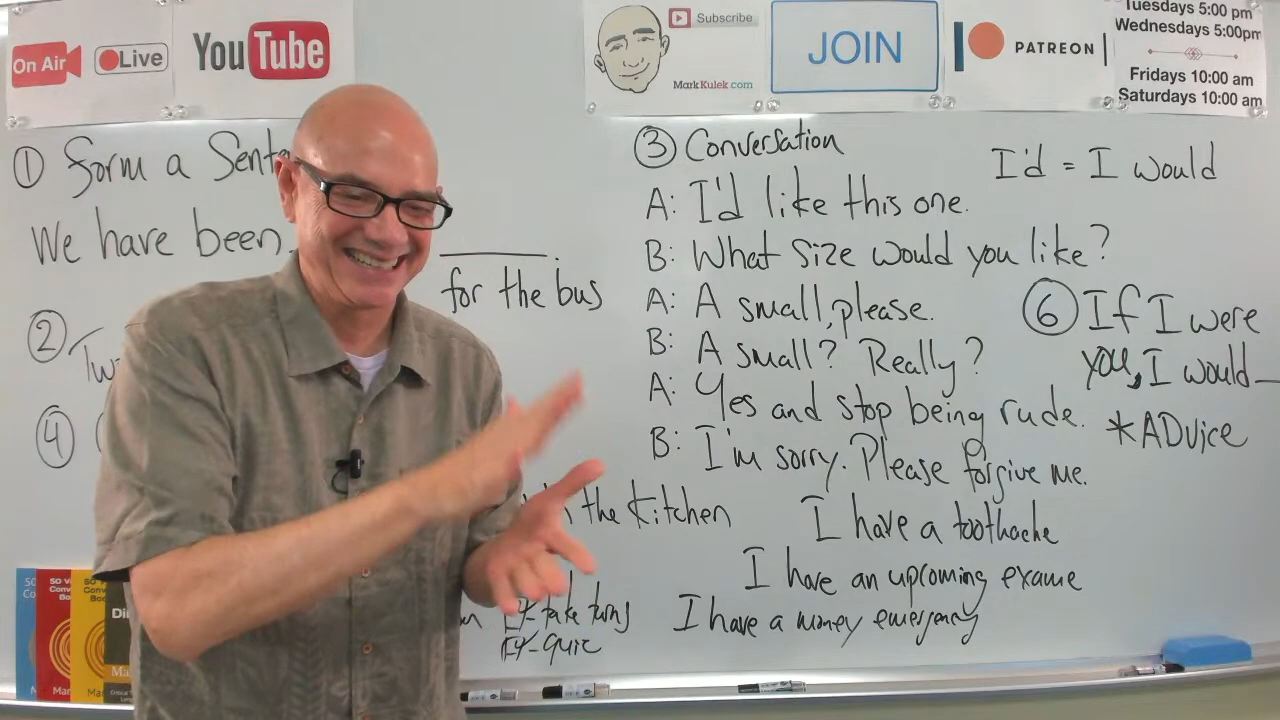 On Air
Live
YouTube
Subscribe
MarkKulek.com
JOIN
PATREON
Tuesdays 5:00 pm
Wednesdays 5:00pm
Fridays 10:00 am
Saturdays 10:00 am
① Form a Sente
We have been
for the bus
②
④
③ Conversation
I'd = I would
A: I'd like this one.
B: What size would you like?
A: A small, please.
B: A small? Really?
A: Yes and stop being rude.
B: I'm sorry. Please forgive me.
⑥ If I were
you, I would
*ADvice
the kitchen
take turns
I have a toothache
I have an upcoming exame
I have a money emergency